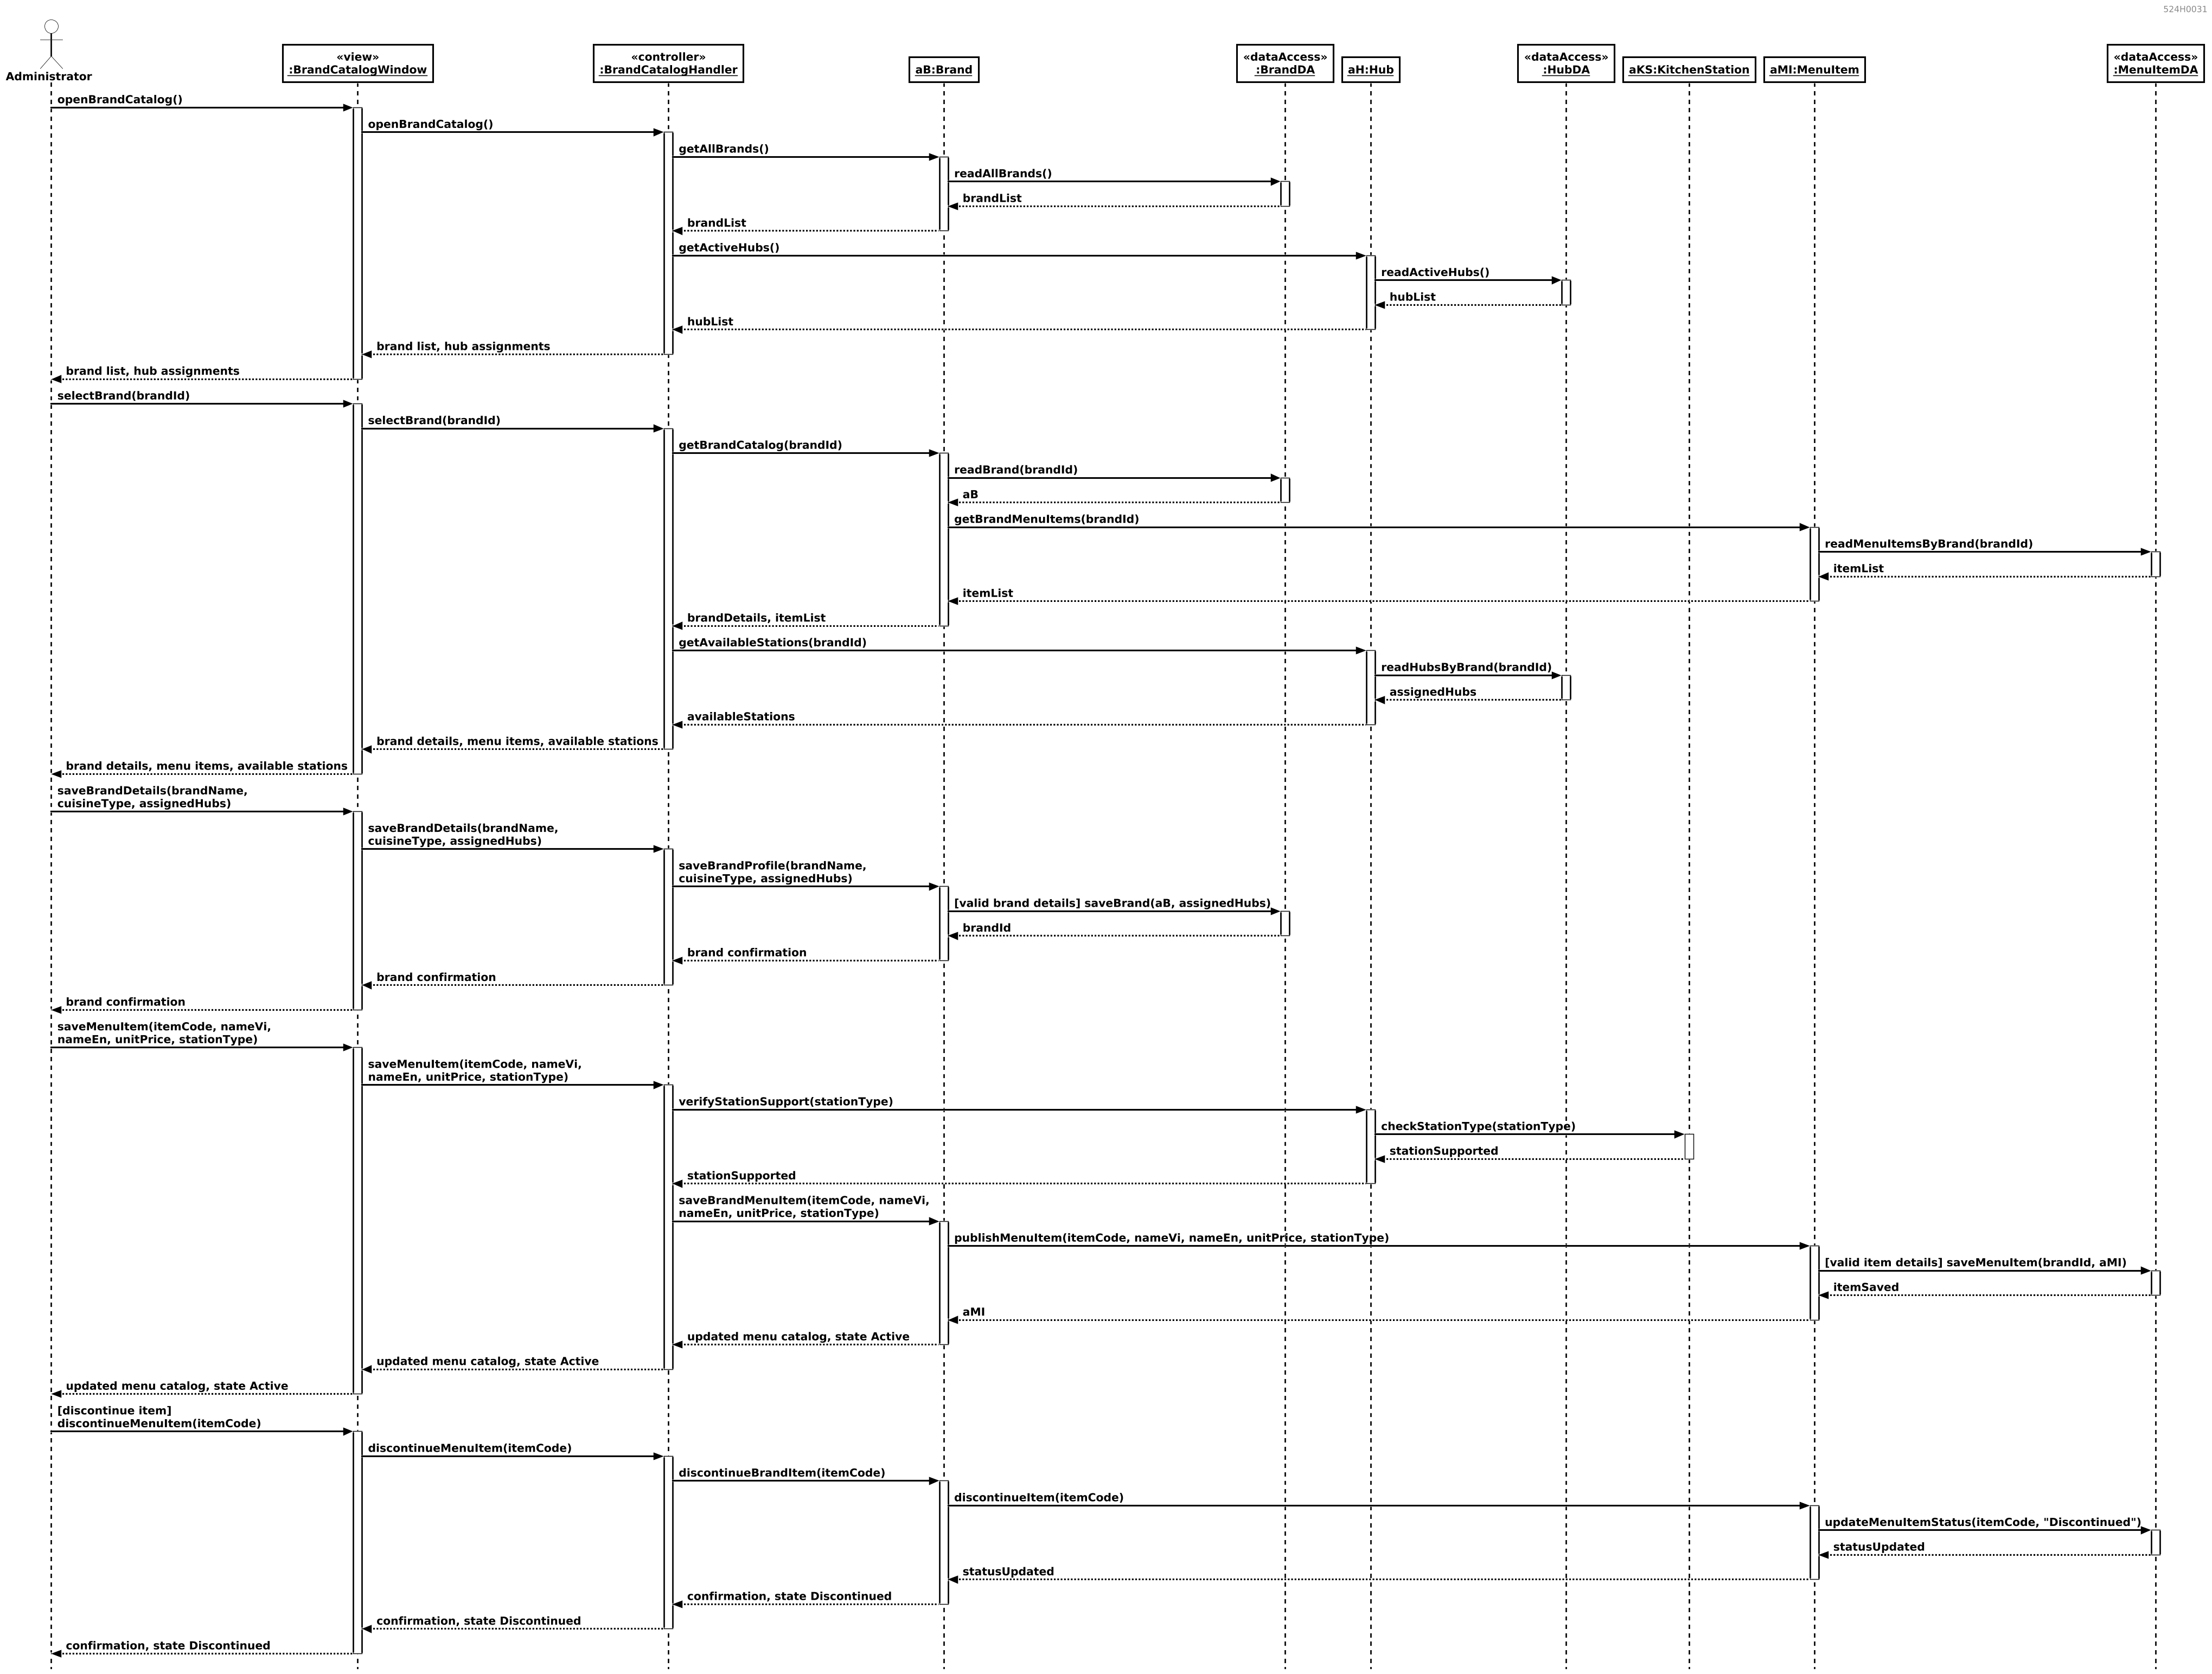 524H0031
Administrator
«view»
:BrandCatalogWindow
«controller»
:BrandCatalogHandler
aB:Brand
«dataAccess»
:BrandDA
aH:Hub
«dataAccess»
:HubDA
aKS:KitchenStation
aMI:MenuItem
«dataAccess»
:MenuItemDA
openBrandCatalog()
openBrandCatalog()
getAllBrands()
readAllBrands()
brandList
brandList
getActiveHubs()
readActiveHubs()
hubList
hubList
brand list, hub assignments
brand list, hub assignments
selectBrand(brandId)
selectBrand(brandId)
getBrandCatalog(brandId)
readBrand(brandId)
aB
getBrandMenuItems(brandId)
readMenuItemsByBrand(brandId)
itemList
itemList
brandDetails, itemList
getAvailableStations(brandId)
readHubsByBrand(brandId)
assignedHubs
availableStations
brand details, menu items, available stations
brand details, menu items, available stations
saveBrandDetails(brandName,
cuisineType, assignedHubs)
saveBrandDetails(brandName,
cuisineType, assignedHubs)
saveBrandProfile(brandName,
cuisineType, assignedHubs)
[valid brand details] saveBrand(aB, assignedHubs)
brandId
brand confirmation
brand confirmation
brand confirmation
saveMenuItem(itemCode, nameVi,
nameEn, unitPrice, stationType)
saveMenuItem(itemCode, nameVi,
nameEn, unitPrice, stationType)
verifyStationSupport(stationType)
checkStationType(stationType)
stationSupported
stationSupported
saveBrandMenuItem(itemCode, nameVi,
nameEn, unitPrice, stationType)
publishMenuItem(itemCode, nameVi, nameEn, unitPrice, stationType)
[valid item details] saveMenuItem(brandId, aMI)
itemSaved
aMI
updated menu catalog, state Active
updated menu catalog, state Active
updated menu catalog, state Active
[discontinue item]
discontinueMenuItem(itemCode)
discontinueMenuItem(itemCode)
discontinueBrandItem(itemCode)
discontinueItem(itemCode)
updateMenuItemStatus(itemCode, "Discontinued")
statusUpdated
statusUpdated
confirmation, state Discontinued
confirmation, state Discontinued
confirmation, state Discontinued